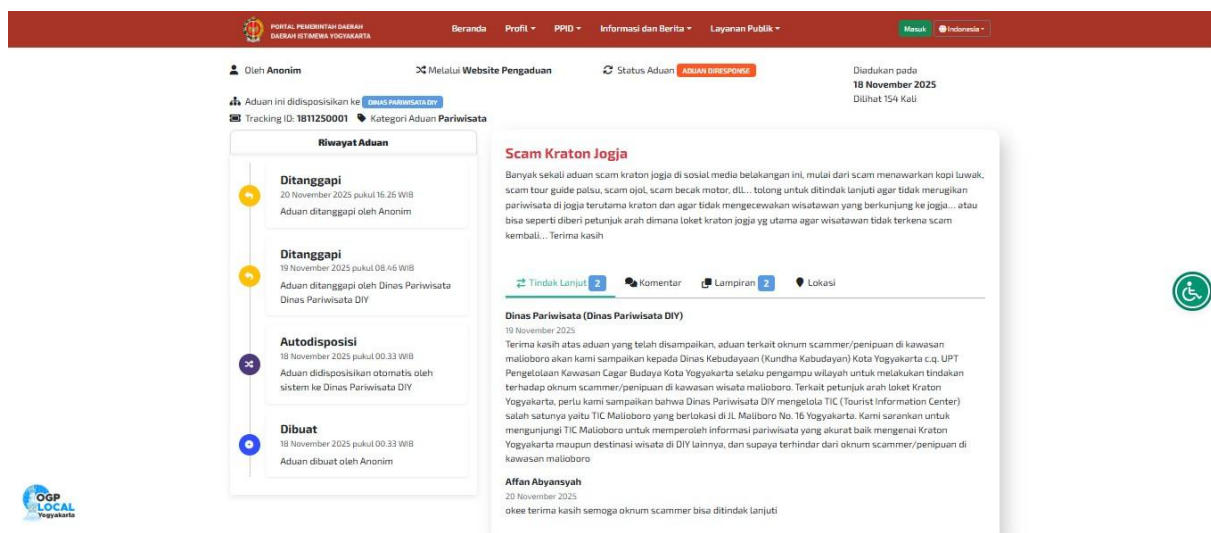 PORTAL PEMERINTAH DAERAH
DAERAH ISTIMEWA YOGYAKARTA
Beranda Profil PPID Informasi dan Berita Layanan Publik
Masuk Indonesia
Oleh Anonim
Melalui Website Pengaduan
Status Aduan ADUAN DIRESPONSE
Diadukan pada
18 November 2025
Dilihat 154 Kali
Aduan ini didisposisikan ke DINAS PARIWISATA DIY
Tracking ID: 1811250001 Kategori Aduan Pariwisata
Riwayat Aduan
Ditanggapi
20 November 2025 pukul 16.26 WIB
Aduan ditanggapi oleh Anonim
Ditanggapi
19 November 2025 pukul 08.46 WIB
Aduan ditanggapi oleh Dinas Pariwisata
Dinas Pariwisata DIY
Autodisposisi
18 November 2025 pukul 00.33 WIB
Aduan didisposisikan otomatis oleh
sistem ke Dinas Pariwisata DIY
Dibuat
18 November 2025 pukul 00.33 WIB
Aduan dibuat oleh Anonim
Scam Kraton Jogja
Banyak sekali aduan scam kraton jogja di sosial media belakangan ini, mulai dari scam menawarkan kopi luwak,
scam tour guide palsu, scam ojol, scam becak motor, dll... tolong untuk ditindak lanjuti agar tidak merugikan
pariwisata di jogja terutama kraton dan agar tidak mengecewakan wisatawan yang berkunjung ke jogja... atau
bisa seperti diberi petunjuk arah dimana loket kraton jogja yg utama agar wisatawan tidak terkena scam
kembali... Terima kasih
Tindak Lanjut 2 Komentar Lampiran 2 Lokasi
Dinas Pariwisata (Dinas Pariwisata DIY)
19 November 2025
Terima kasih atas aduan yang telah disampaikan, aduan terkait oknum scammer/penipuan di kawasan
malioboro akan kami sampaikan kepada Dinas Kebudayaan (Kundha Kabudayan) Kota Yogyakarta c.q. UPT
Pengelolaan Kawasan Cagar Budaya Kota Yogyakarta selaku pengampu wilayah untuk melakukan tindakan
terhadap oknum scammer/penipuan di kawasan wisata malioboro. Terkait petunjuk arah loket Kraton
Yogyakarta, perlu kami sampaikan bahwa Dinas Pariwisata DIY mengelola TIC (Tourist Information Center)
salah satunya yaitu TIC Malioboro yang berlokasi di JL Maliboro No. 16 Yogyakarta. Kami sarankan untuk
mengunjungi TIC Malioboro untuk memperoleh informasi pariwisata yang akurat baik mengenai Kraton
Yogyakarta maupun destinasi wisata di DIY lainnya, dan supaya terhindar dari oknum scammer/penipuan di
kawasan malioboro
Affan Abyansyah
20 November 2025
okee terima kasih semoga oknum scammer bisa ditindak lanjuti
OGP
LOCAL
Yogyakarta